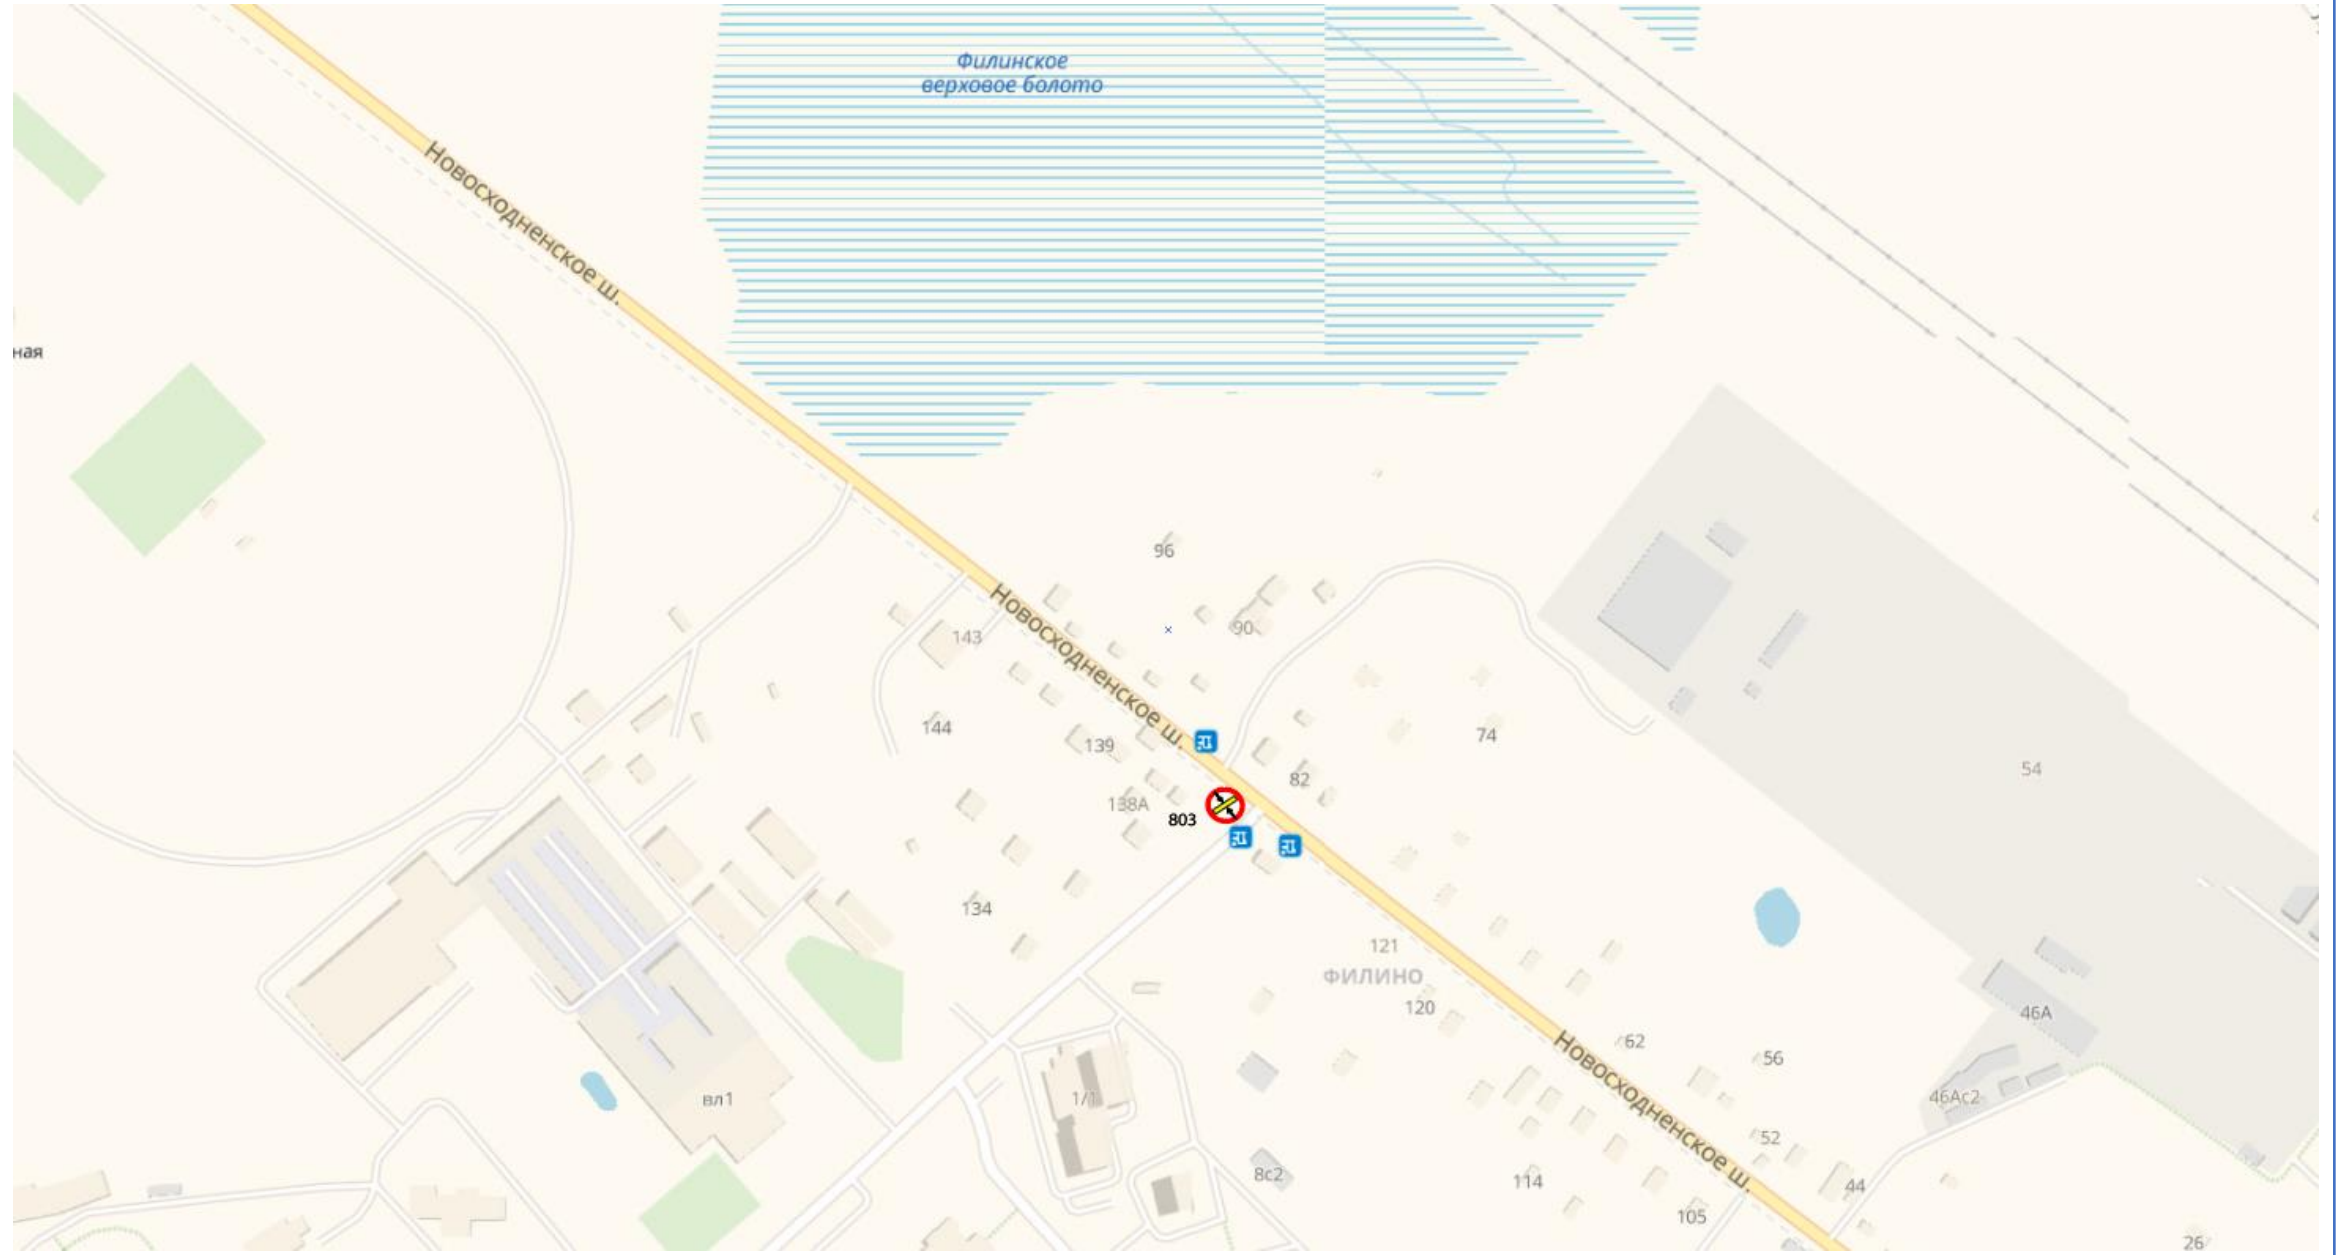 Филинское
верховое болото
Новосходненское ш.
ная
96
Новосходненское ш.
90
143
144
139
74
82
54
138А
803
134
121
ФИЛИНО
120
62
46А
56
Новосходненское ш.
вл1
1/1
46Ас2
52
8с2
114
44
105
26